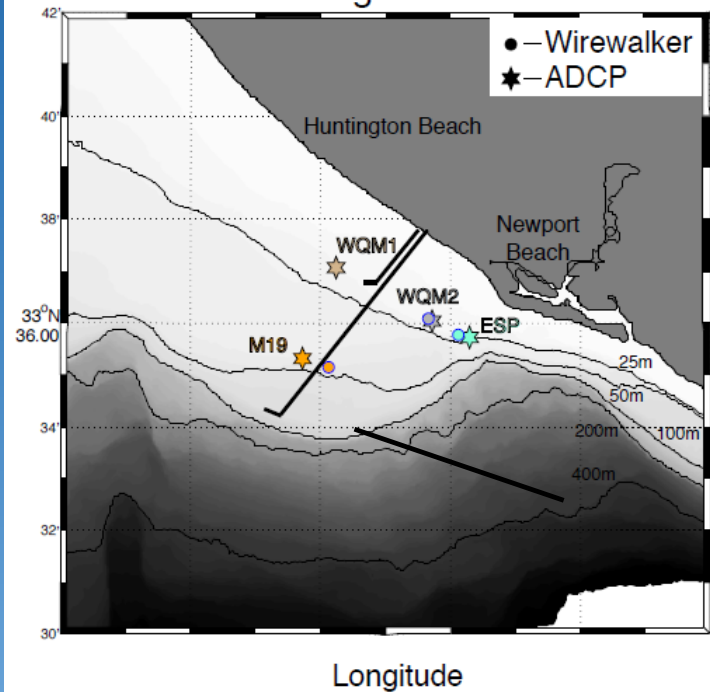 42'
●–Wirewalker
✶–ADCP
40'
Huntington Beach
38'
Newport
Beach
WQM1
WQM2
33°N
36.00
ESP
M19
25m
50m
34'
200m
100m
400m
32'
30'
Longitude